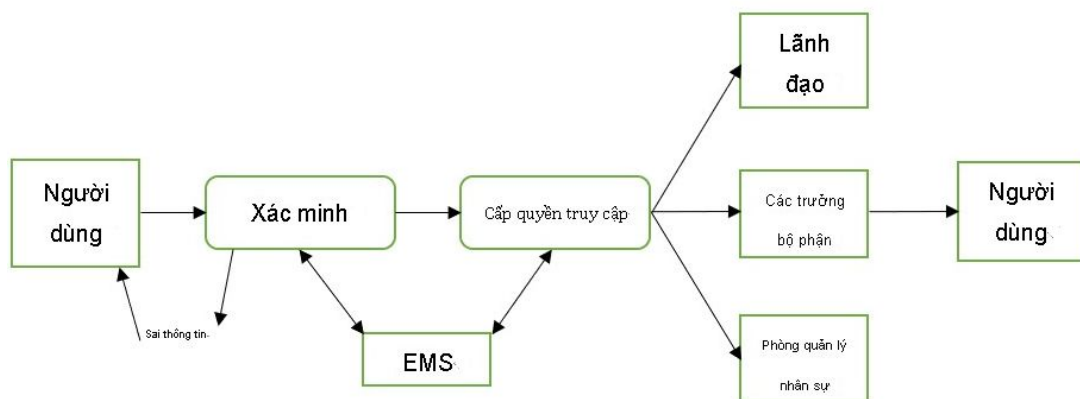 Lãnh
đạo
Người
dùng
Xác minh
Cấp quyền truy cập
Các trưởng
bộ phận
Người
dùng
Sai thông tin
EMS
Phòng quản lý
nhân sự